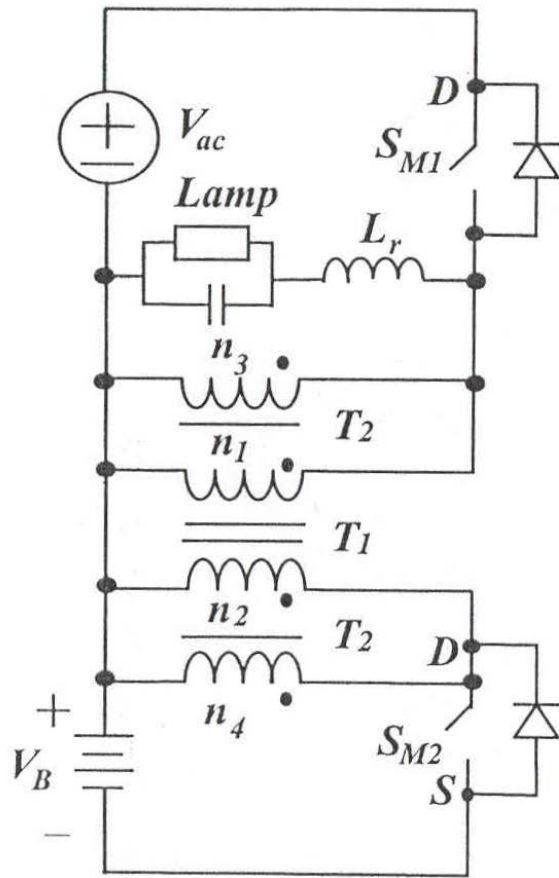 D
V_ac
S_M1
Lamp
L_r
n_3
T_2
n_1
T_1
n_2
T_2
D
n_4
S_M2
V_B
S